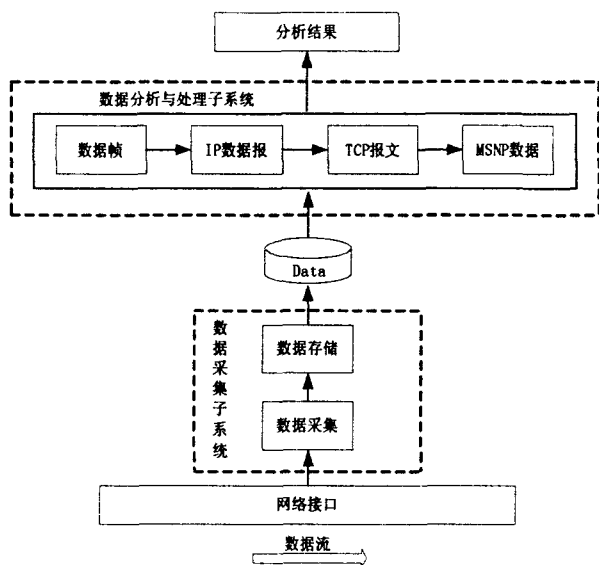 分析结果
数据分析与处理子系统
数据帧
IP数据报
TCP报文
MSNP数据
Data
数据采集子系统
数据存储
数据采集
网络接口
数据流